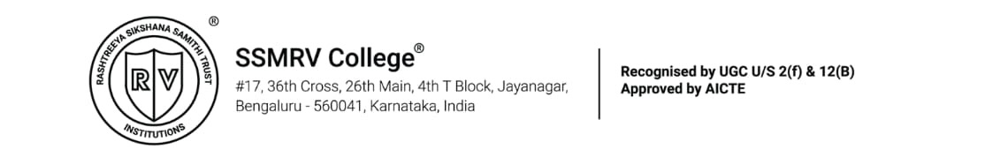 RASHTREEYA SIKSHANA SAMITHI TRUST
®
RV
INSTITUTIONS
SSMRV College®
#17, 36th Cross, 26th Main, 4th T Block, Jayanagar,
Bengaluru - 560041, Karnataka, India
Recognised by UGC U/S 2(f) & 12(B)
Approved by AICTE